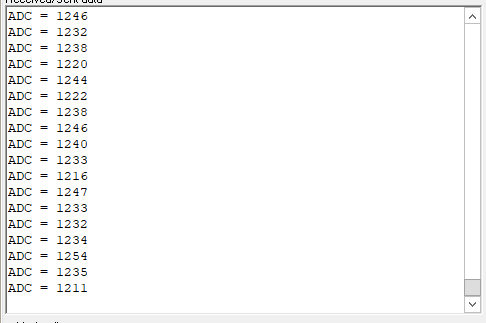 Received/Sent data
ADC = 1246
ADC = 1232
ADC = 1238
ADC = 1220
ADC = 1244
ADC = 1222
ADC = 1238
ADC = 1246
ADC = 1240
ADC = 1233
ADC = 1216
ADC = 1247
ADC = 1233
ADC = 1232
ADC = 1234
ADC = 1254
ADC = 1235
ADC = 1211